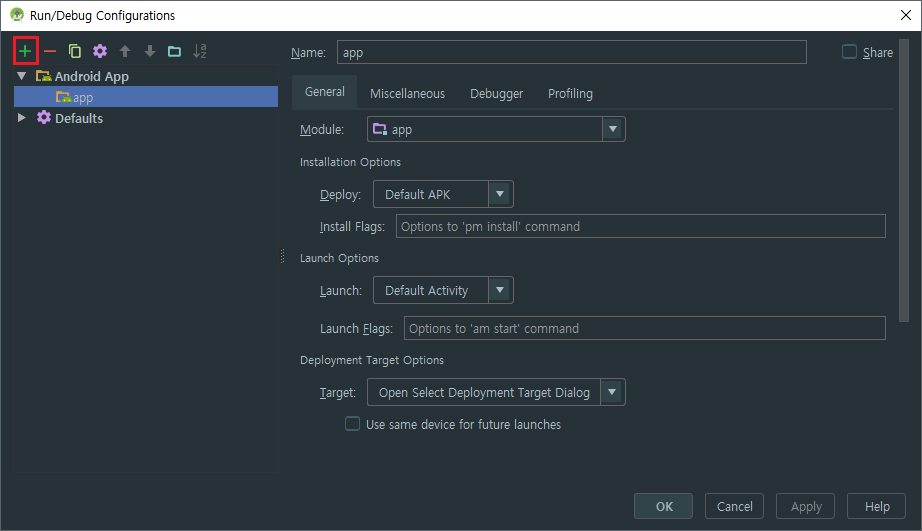 Run/Debug Configurations
Name: app Share
Android App
app
Defaults
General Miscellaneous Debugger Profiling
Module: app
Installation Options
Deploy: Default APK
Install Flags: Options to 'pm install' command
Launch Options
Launch: Default Activity
Launch Flags: Options to 'am start' command
Deployment Target Options
Target: Open Select Deployment Target Dialog
Use same device for future launches
OK Cancel Apply Help